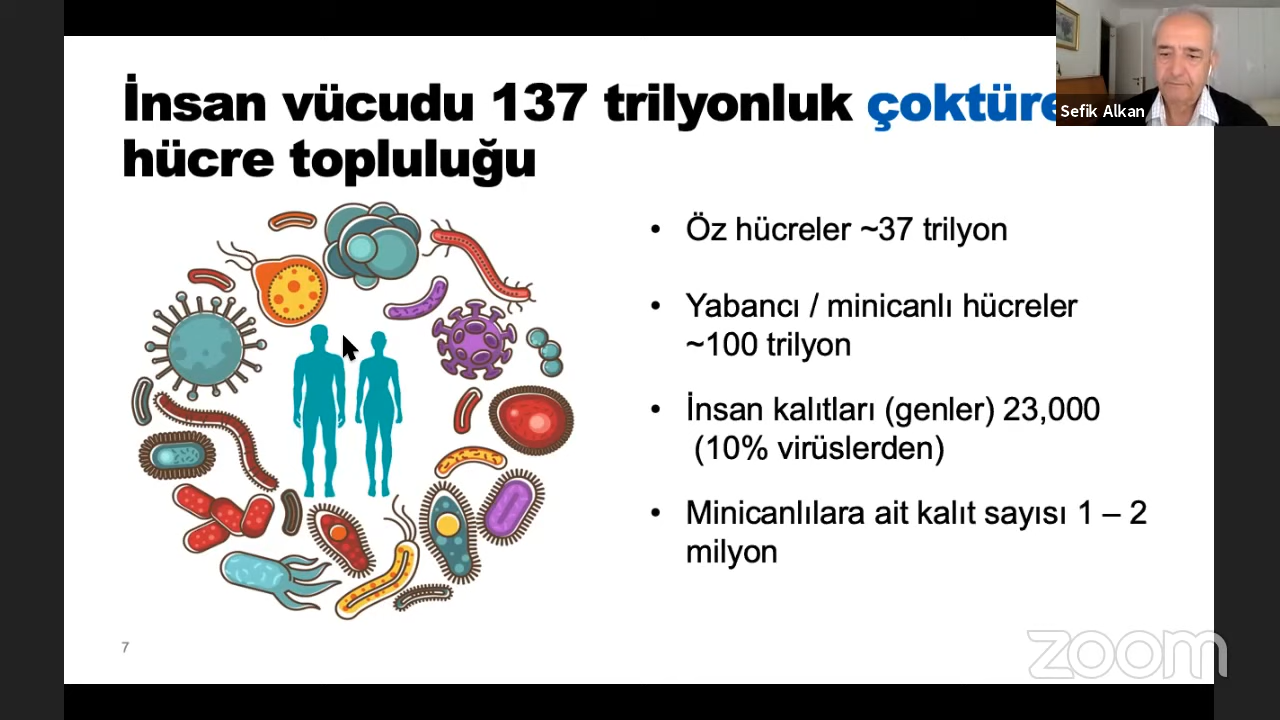 İnsan vücudu 137 trilyonluk
hücre topluluğu
Sefik Alkan
• Öz hücreler ~37 trilyon
• Yabancı / minicanlı hücreler
~100 trilyon
• İnsan kalıtları (genler) 23,000
(10% virüslerden)
• Minicanlılara ait kalıt sayısı 1 – 2
milyon
7
zoom